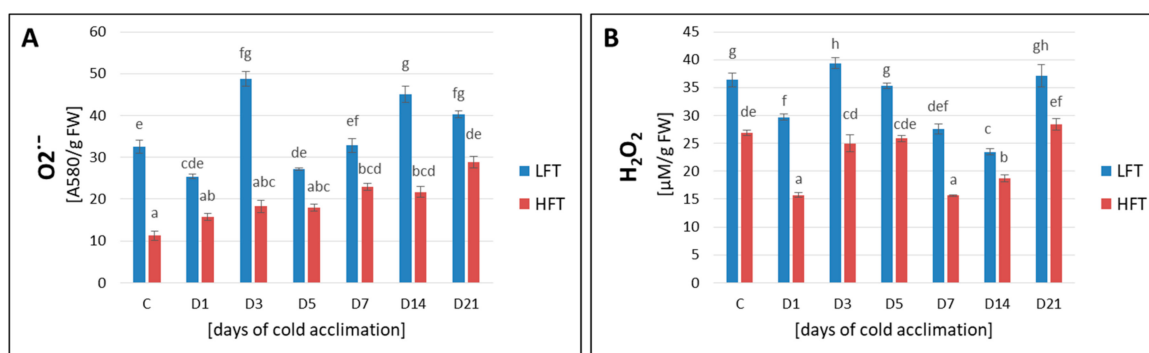 A
O2˙⁻⁻
[A580/g FW]
60
50
40
30
20
10
0
e
a
cde
ab
fg
abc
de
abc
ef
bcd
g
bcd
fg
de
C D1 D3 D5 D7 D14 D21
[days of cold acclimation]
LFT
HFT
B
H₂O₂
[µM/g FW]
45
40
35
30
25
20
15
10
5
0
g
de
f
a
h
cd
g
cde
def
a
c
b
gh
ef
C D1 D3 D5 D7 D14 D21
[days of cold acclimation]
LFT
HFT